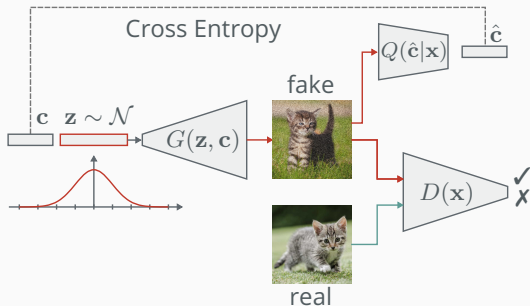 Cross Entropy
ĉ
Q(ĉ|x)
fake
c
z ∼ 𝒩
G(z, c)
D(x)
✓
✗
real